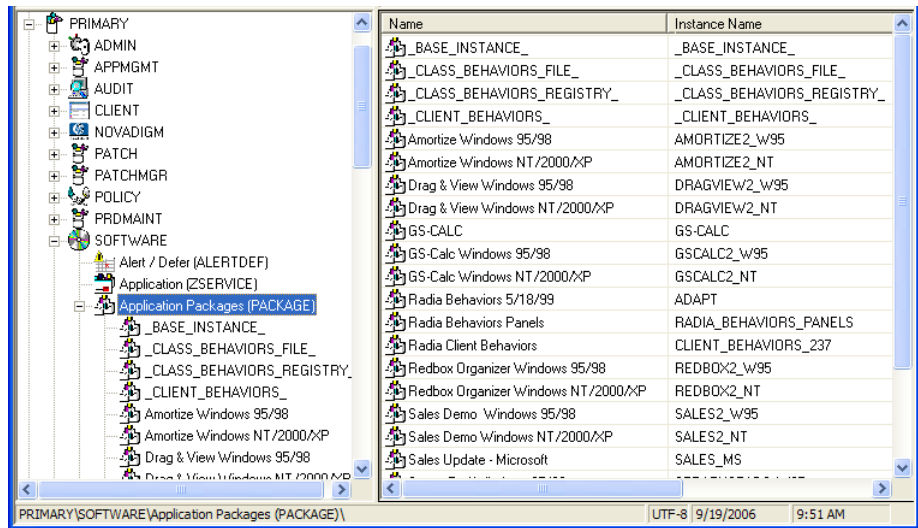 PRIMARY
ADMIN
APPMGMT
AUDIT
CLIENT
NOVADIGM
PATCH
PATCHMGR
POLICY
PRDMAINT
SOFTWARE
Alert / Defer (ALERTDEF)
Application (ZSERVICE)
Application Packages (PACKAGE)
_BASE_INSTANCE_
_CLASS_BEHAVIORS_FILE_
_CLASS_BEHAVIORS_REGISTRY_
_CLIENT_BEHAVIORS_
Amortize Windows 95/98
Amortize Windows NT/2000/XP
Drag & View Windows 95/98
Drag & View Windows NT/2000/XP
Name Instance Name
_BASE_INSTANCE_ _BASE_INSTANCE_
_CLASS_BEHAVIORS_FILE_ _CLASS_BEHAVIORS_FILE_
_CLASS_BEHAVIORS_REGISTRY_ _CLASS_BEHAVIORS_REGISTRY_
_CLIENT_BEHAVIORS_ _CLIENT_BEHAVIORS_
Amortize Windows 95/98 AMORTIZE2_W95
Amortize Windows NT/2000/XP AMORTIZE2_NT
Drag & View Windows 95/98 DRAGVIEW2_W95
Drag & View Windows NT/2000/XP DRAGVIEW2_NT
GS-CALC GS-CALC
GS-Calc Windows 95/98 GSCALC2_W95
GS-Calc Windows NT/2000/XP GSCALC2_NT
Radia Behaviors 5/18/99 ADAPT
Radia Behaviors Panels RADIA_BEHAVIORS_PANELS
Radia Client Behaviors CLIENT_BEHAVIORS_237
Redbox Organizer Windows 95/98 REDBOX2_W95
Redbox Organizer Windows NT/2000/XP REDBOX2_NT
Sales Demo Windows 95/98 SALES2_W95
Sales Demo Windows NT/2000/XP SALES2_NT
Sales Update - Microsoft SALES_MS
PRIMARY\SOFTWARE\Application Packages (PACKAGE)\ UTF-8 9/19/2006 9:51 AM